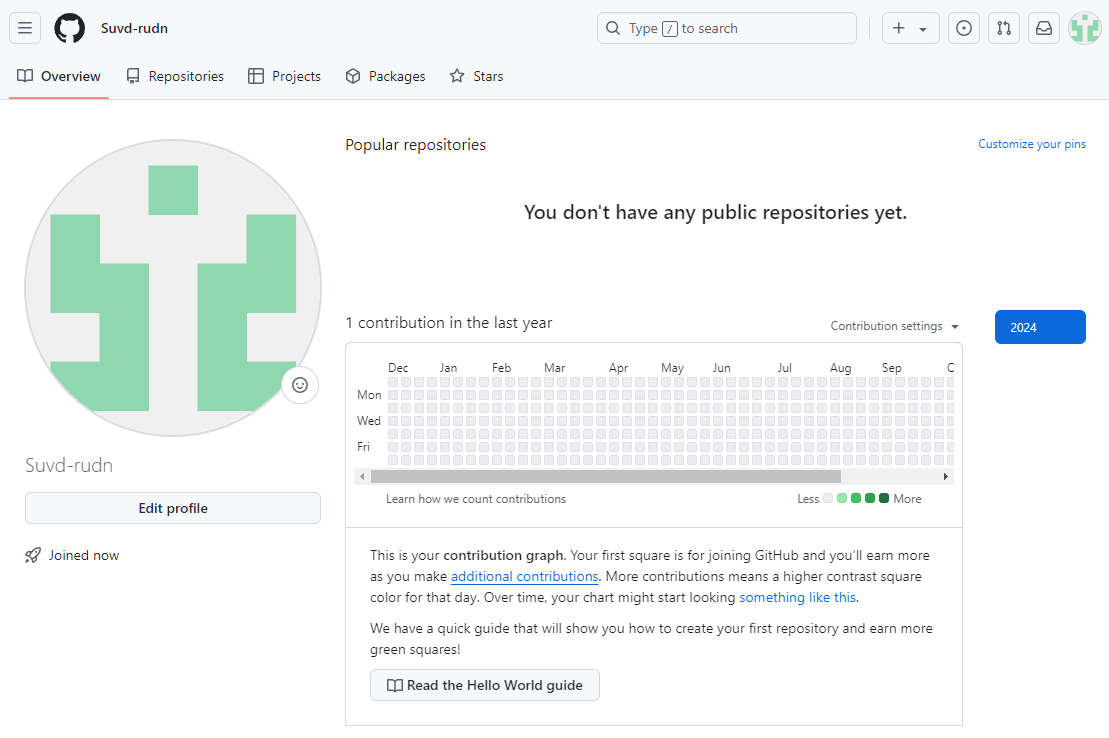 Suvd-rudn
Type / to search
Overview
Repositories
Projects
Packages
Stars
Popular repositories
Customize your pins
You don't have any public repositories yet.
1 contribution in the last year
Contribution settings
2024
Dec Jan Feb Mar Apr May Jun Jul Aug Sep
Mon
Wed
Fri
Learn how we count contributions
Less
More
Suvd-rudn
Edit profile
Joined now
This is your contribution graph. Your first square is for joining GitHub and you’ll earn more
as you make additional contributions. More contributions means a higher contrast square
color for that day. Over time, your chart might start looking something like this.
We have a quick guide that will show you how to create your first repository and earn more
green squares!
Read the Hello World guide